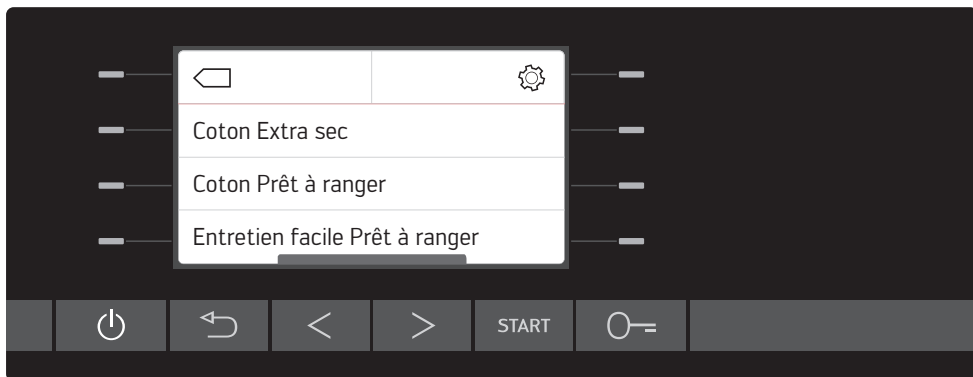 Coton Extra sec
Coton Prêt à ranger
Entretien facile Prêt à ranger
START